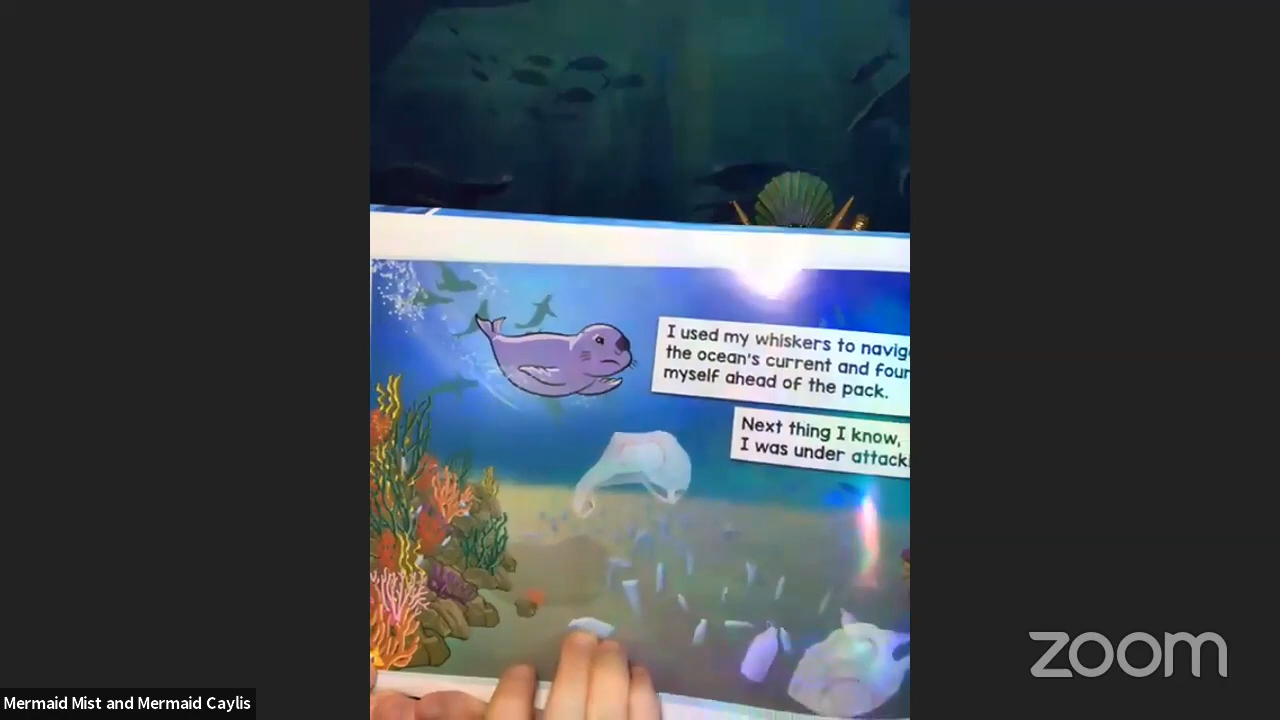 I used my whiskers to navig
the ocean's current and four
myself ahead of the pack.
Next thing I know,
I was under attack
zoom
Mermaid Mist and Mermaid Caylis